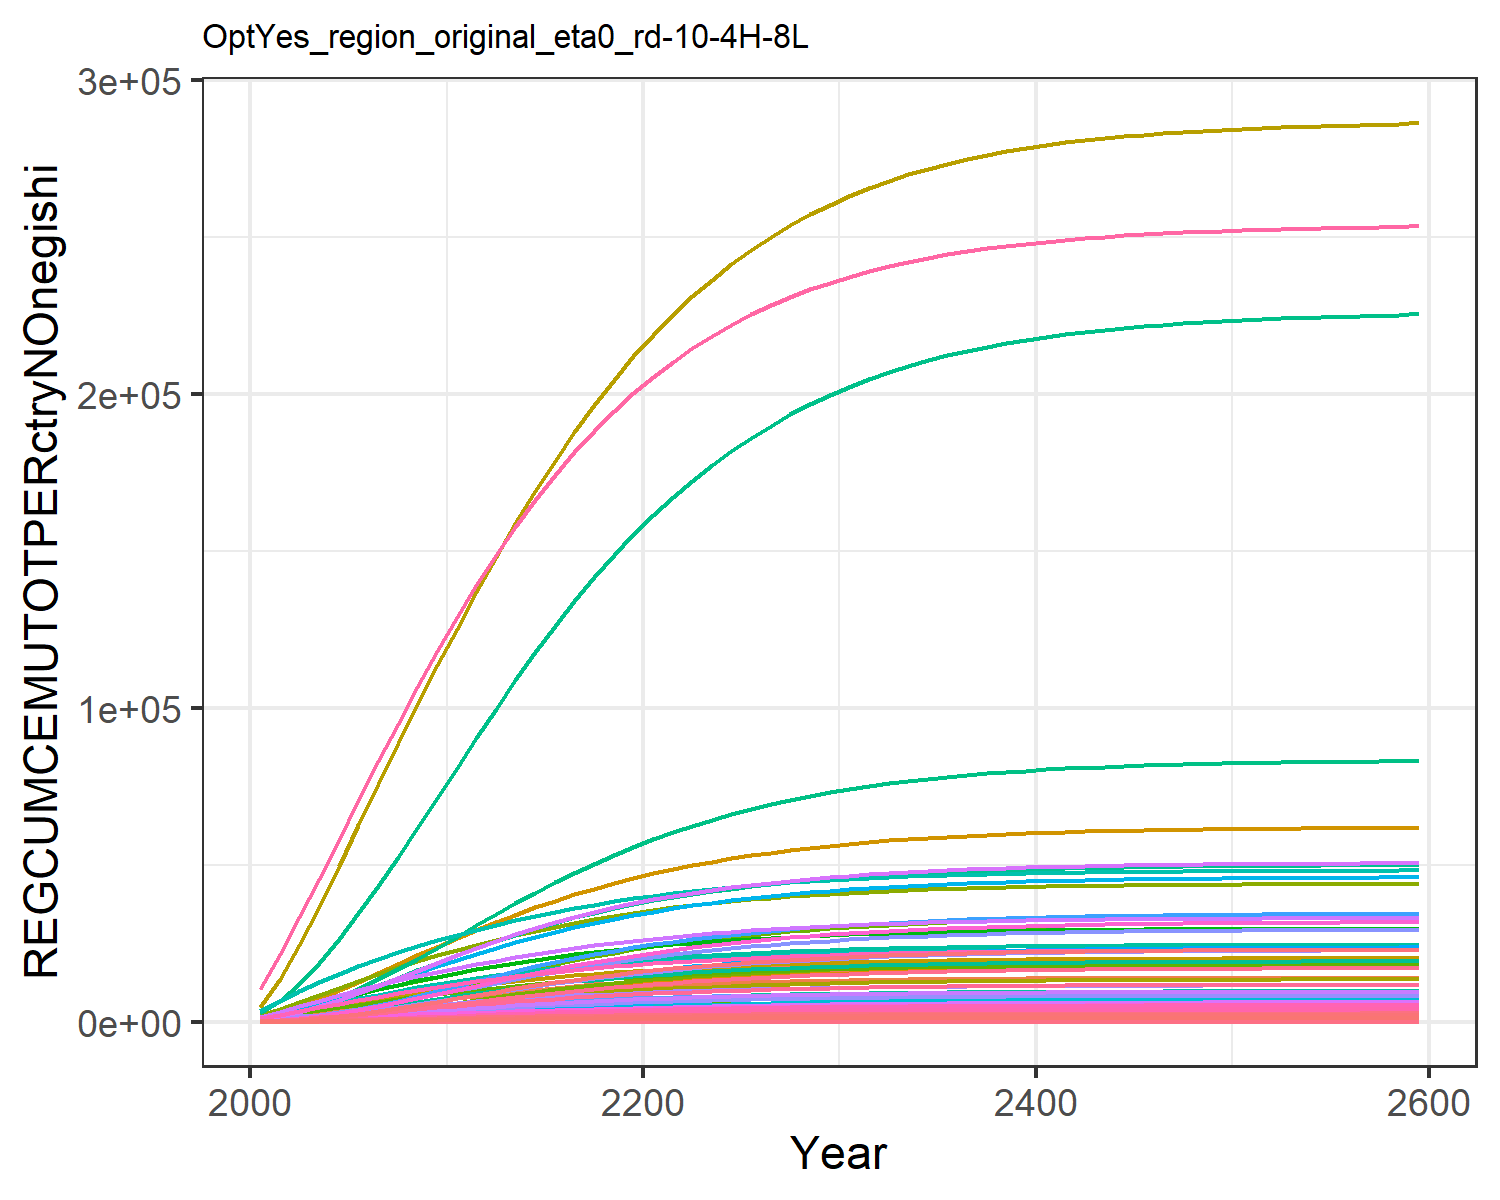 OptYes_region_original_eta0_rd-10-4H-8L
3e+05
2e+05
1e+05
0e+00
REGCUMCEMUTOTPERctryNOnegishi
2000 2200 2400 2600
Year